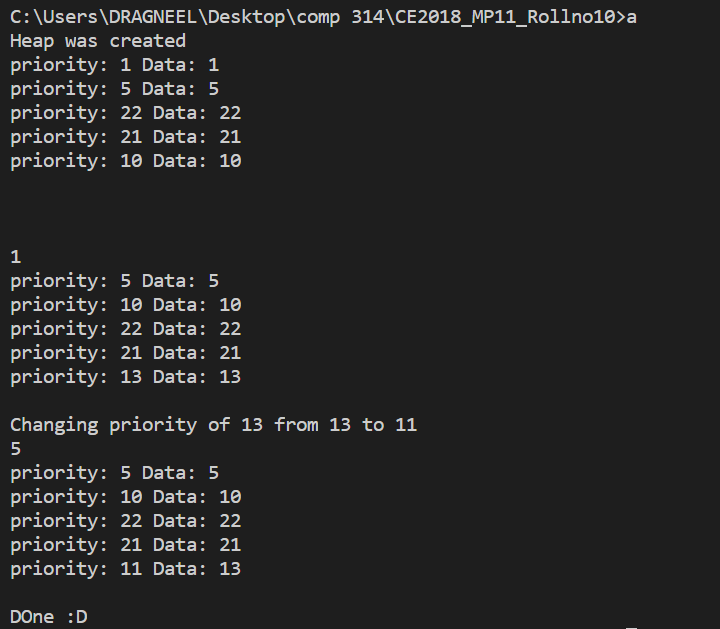 C:\Users\DRAGNEEL\Desktop\comp 314\CE2018_MP11_Rollno10>a
Heap was created
priority: 1 Data: 1
priority: 5 Data: 5
priority: 22 Data: 22
priority: 21 Data: 21
priority: 10 Data: 10
1
priority: 5 Data: 5
priority: 10 Data: 10
priority: 22 Data: 22
priority: 21 Data: 21
priority: 13 Data: 13
Changing priority of 13 from 13 to 11
5
priority: 5 Data: 5
priority: 10 Data: 10
priority: 22 Data: 22
priority: 21 Data: 21
priority: 11 Data: 13
DOne :D